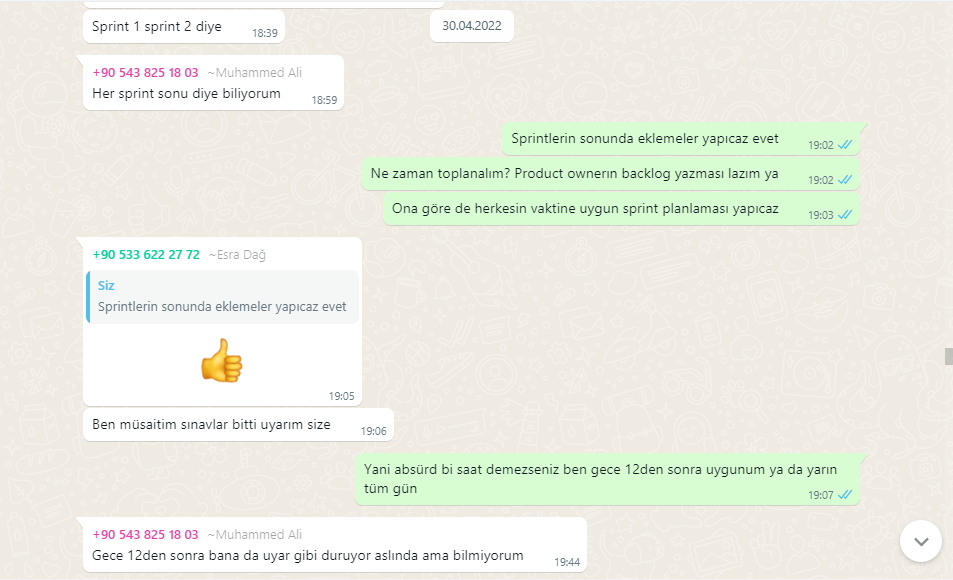 Sprint 1 sprint 2 diye
18:39
30.04.2022
+90 543 825 18 03 ~Muhammed Ali
Her sprint sonu diye biliyorum
18:59
Sprintlerin sonunda eklemeler yapıcaz evet
19:02
Ne zaman toplanalım? Product ownerın backlog yazması lazım ya
19:02
Ona göre de herkesin vaktine uygun sprint planlaması yapıcaz
19:03
+90 533 622 27 72 ~Esra Dağ
Siz
Sprintlerin sonunda eklemeler yapıcaz evet
19:05
Ben müsaitim sınavlar bitti uyarım size
19:06
Yani absürd bi saat demezseniz ben gece 12den sonra uygunum ya da yarın
tüm gün
19:07
+90 543 825 18 03 ~Muhammed Ali
Gece 12den sonra bana da uyar gibi duruyor aslında ama bilmiyorum
19:44